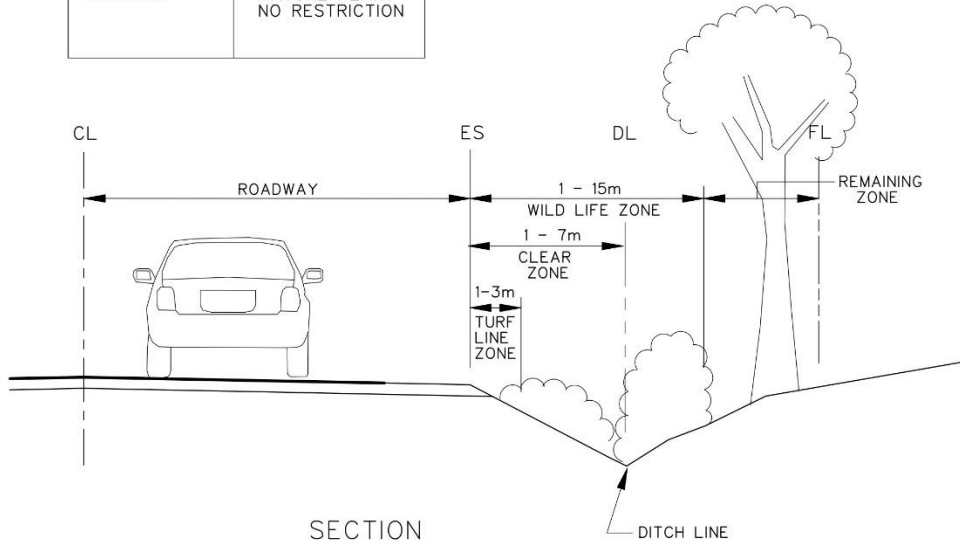 NO RESTRICTION
CL
ES
DL
FL
ROADWAY
1 - 15m
WILD LIFE ZONE
REMAINING
ZONE
1 - 7m
CLEAR
ZONE
1-3m
TURF
LINE
ZONE
SECTION
DITCH LINE